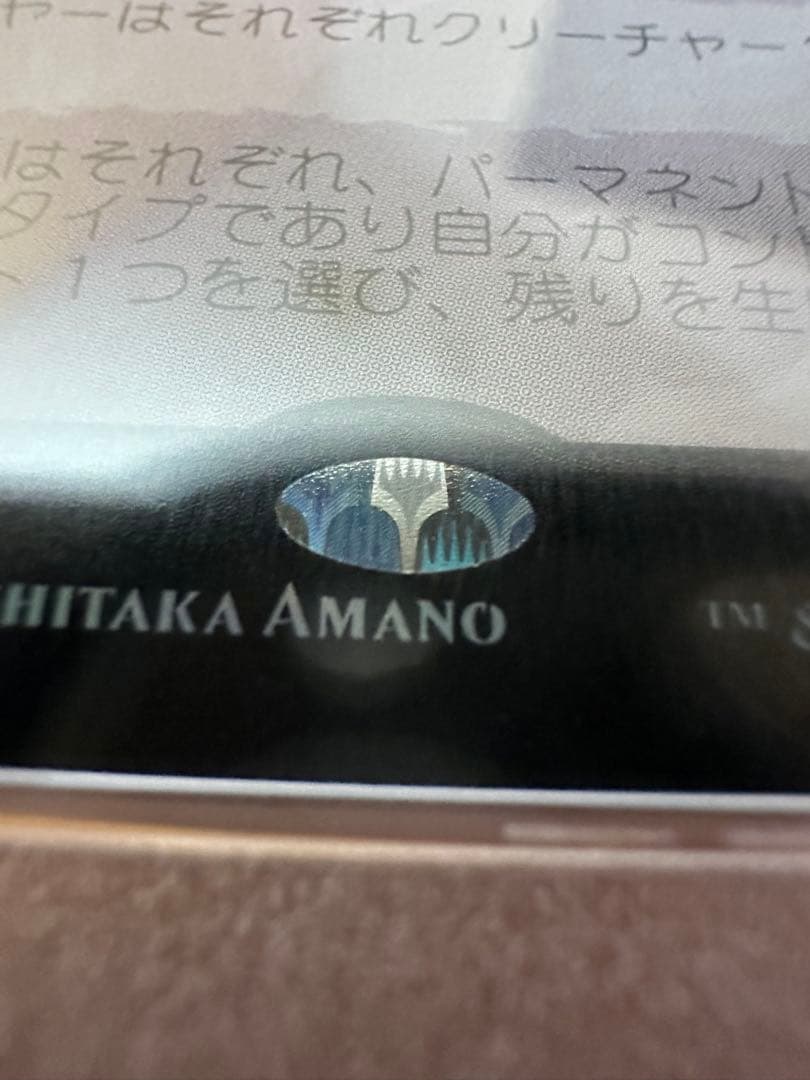 ャーはそれぞれクリーチャー
はそれぞれ、パーマネント
タイプであり自分がコント
、1つを選び、残りを生
HITAKA AMANO
TM &